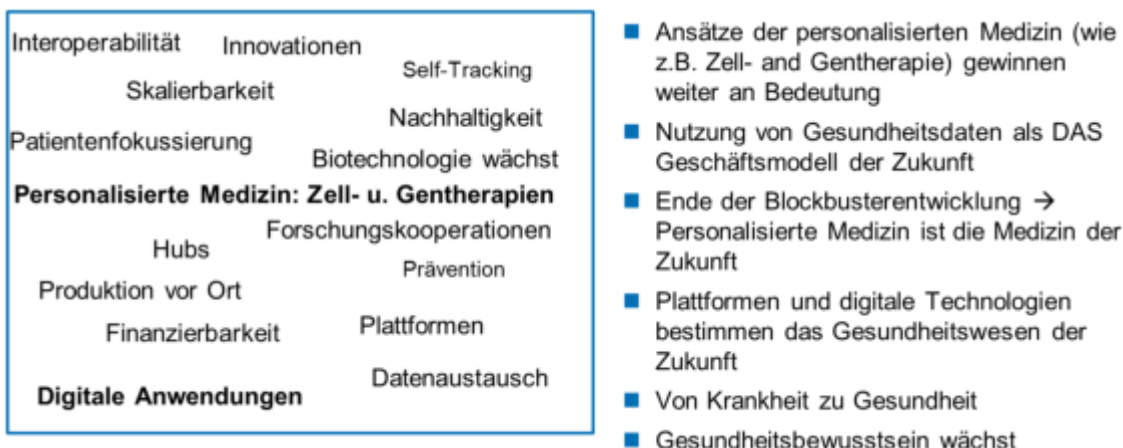 Interoperabilität
Innovationen
Self-Tracking
Skalierbarkeit
Nachhaltigkeit
Patientenfokussierung
Biotechnologie wächst
Personalisierte Medizin: Zell- u. Gentherapien
Forschungskooperationen
Hubs
Prävention
Produktion vor Ort
Finanzierbarkeit
Plattformen
Datenaustausch
Digitale Anwendungen
Ansätze der personalisierten Medizin (wie
z.B. Zell- and Gentherapie) gewinnen
weiter an Bedeutung
Nutzung von Gesundheitsdaten als DAS
Geschäftsmodell der Zukunft
Ende der Blockbusterentwicklung →
Personalisierte Medizin ist die Medizin der
Zukunft
Plattformen und digitale Technologien
bestimmen das Gesundheitswesen der
Zukunft
Von Krankheit zu Gesundheit
Gesundheitsbewusstsein wächst